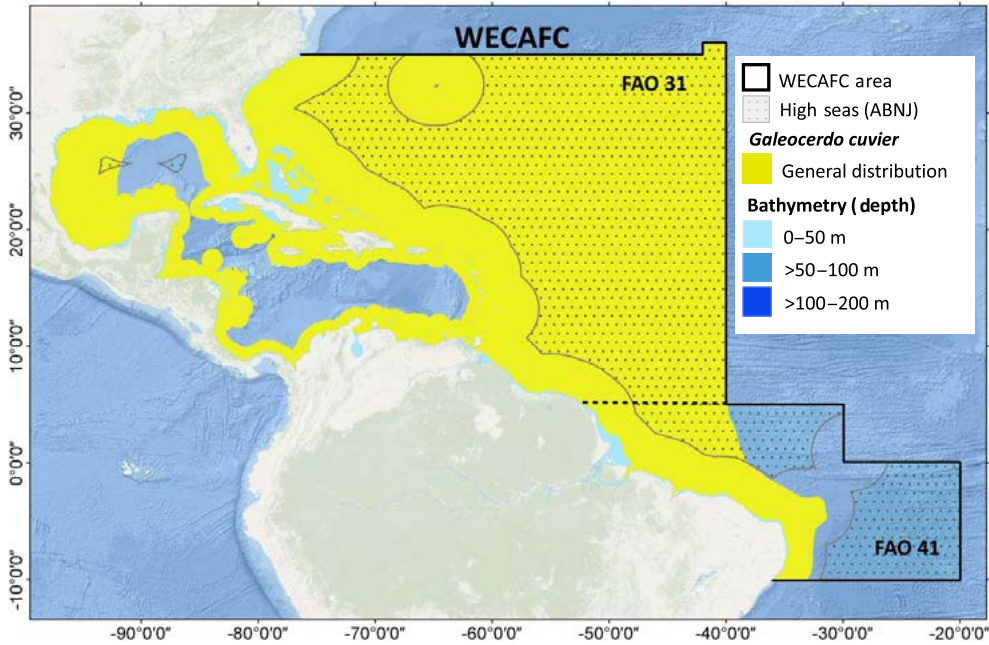 WECAFC
FAO 31
WECAFC area
High seas (ABNJ)
Galeocerdo cuvier
General distribution
Bathymetry (depth)
0–50 m
>50–100 m
>100–200 m
FAO 41
30°0'0"
20°0'0"
10°0'0"
0°0'0"
-10°0'0"
-90°0'0"
-80°0'0"
-70°0'0"
-60°0'0"
-50°0'0"
-40°0'0"
-30°0'0"
-20°0'0"